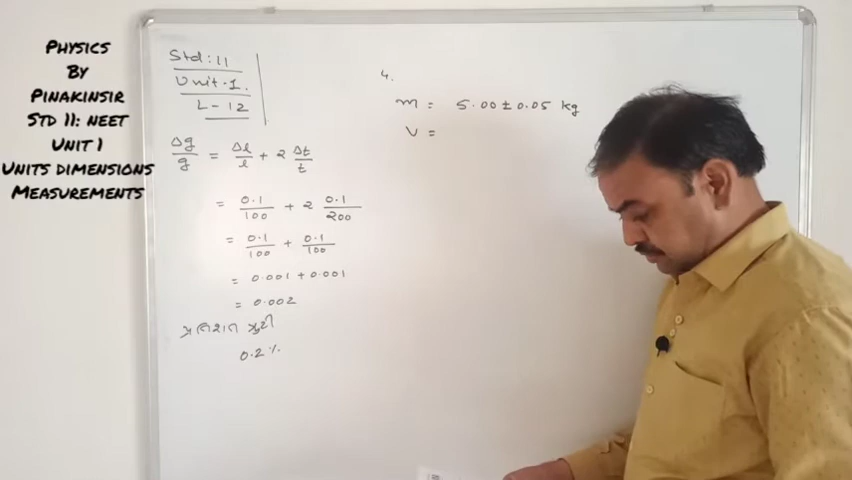 Physics
By
Pinakinsir
Std 11: NEET
Unit 1
Units dimensions
Measurements
Std: 11
Unit-1.
L-12
Δg/g = Δl/l + 2 Δt/t
= 0.1/100 + 2 0.1/200
= 0.1/100 + 0.1/100
= 0.001 + 0.001
= 0.002
પ્રતિશત ત્રુટી
0.2%
4.
m = 5.00 ± 0.05 kg
V =